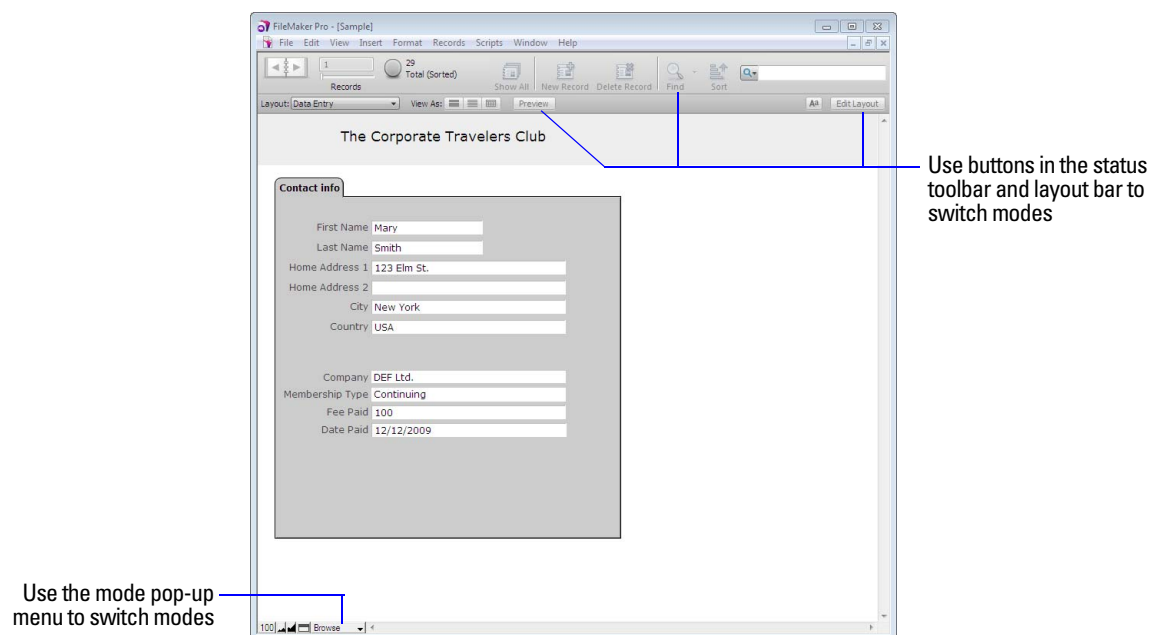 FileMaker Pro - [Sample]
File Edit View Insert Format Records Scripts Window Help
1
29
Total (Sorted)
Records
Show All New Record Delete Record Find Sort
Layout: Data Entry View As: Preview Aa Edit Layout
The Corporate Travelers Club
Use buttons in the status
toolbar and layout bar to
switch modes
Contact info
First Name Mary
Last Name Smith
Home Address 1 123 Elm St.
Home Address 2
City New York
Country USA
Company DEF Ltd.
Membership Type Continuing
Fee Paid 100
Date Paid 12/12/2009
Use the mode pop-up
menu to switch modes
100 Browse